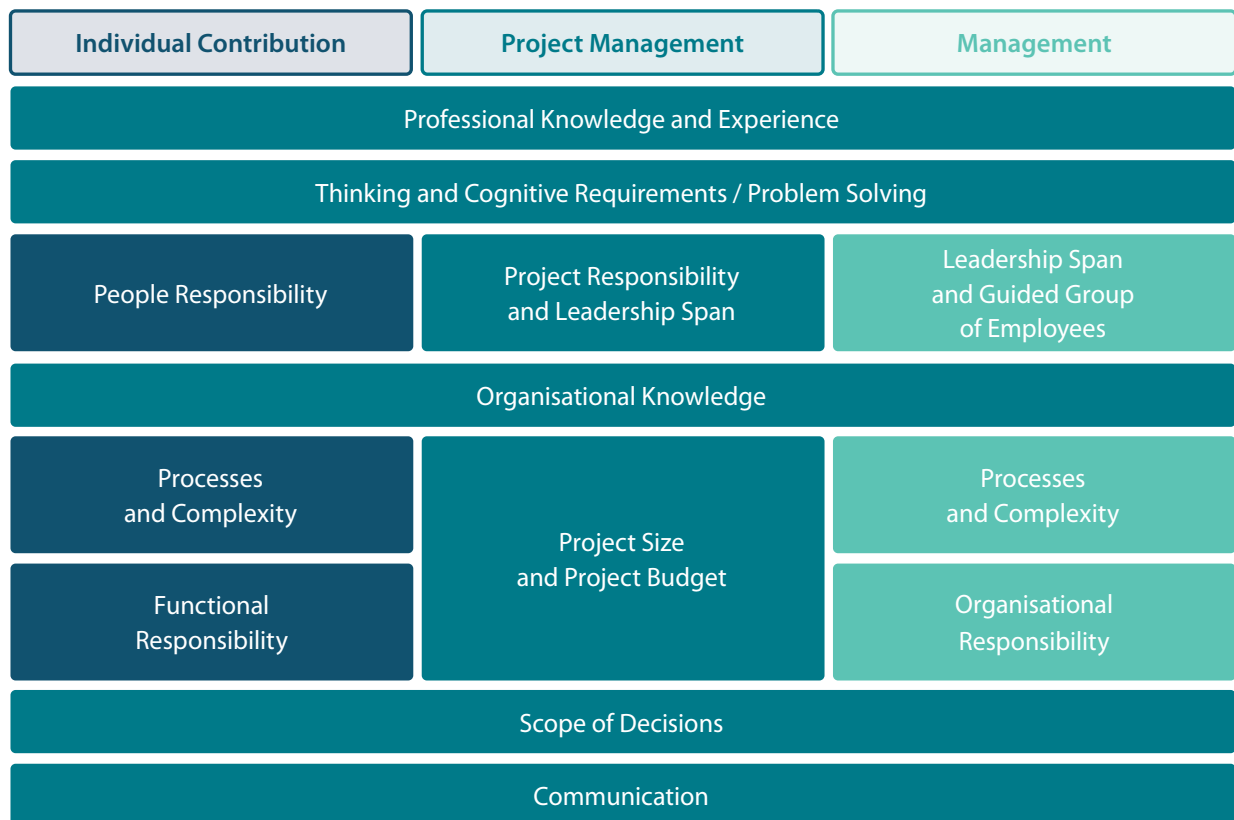 Individual Contribution
Project Management
Management
Professional Knowledge and Experience
Thinking and Cognitive Requirements / Problem Solving
People Responsibility
Project Responsibility
and Leadership Span
Leadership Span
and Guided Group
of Employees
Organisational Knowledge
Processes
and Complexity
Project Size
and Project Budget
Processes
and Complexity
Functional
Responsibility
Organisational
Responsibility
Scope of Decisions
Communication